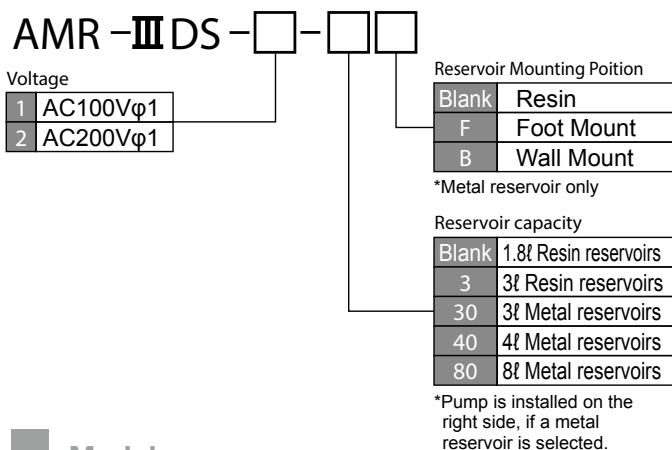 AMR-ⅢDS-□-□□
Voltage
1 AC100Vφ1
2 AC200Vφ1
Reservoir Mounting Poition
Blank Resin
F Foot Mount
B Wall Mount
*Metal reservoir only
Reservoir capacity
Blank 1.8ℓ Resin reservoirs
3 3ℓ Resin reservoirs
30 3ℓ Metal reservoirs
40 4ℓ Metal reservoirs
80 8ℓ Metal reservoirs
*Pump is installed on the
right side, if a metal
reservoir is selected.